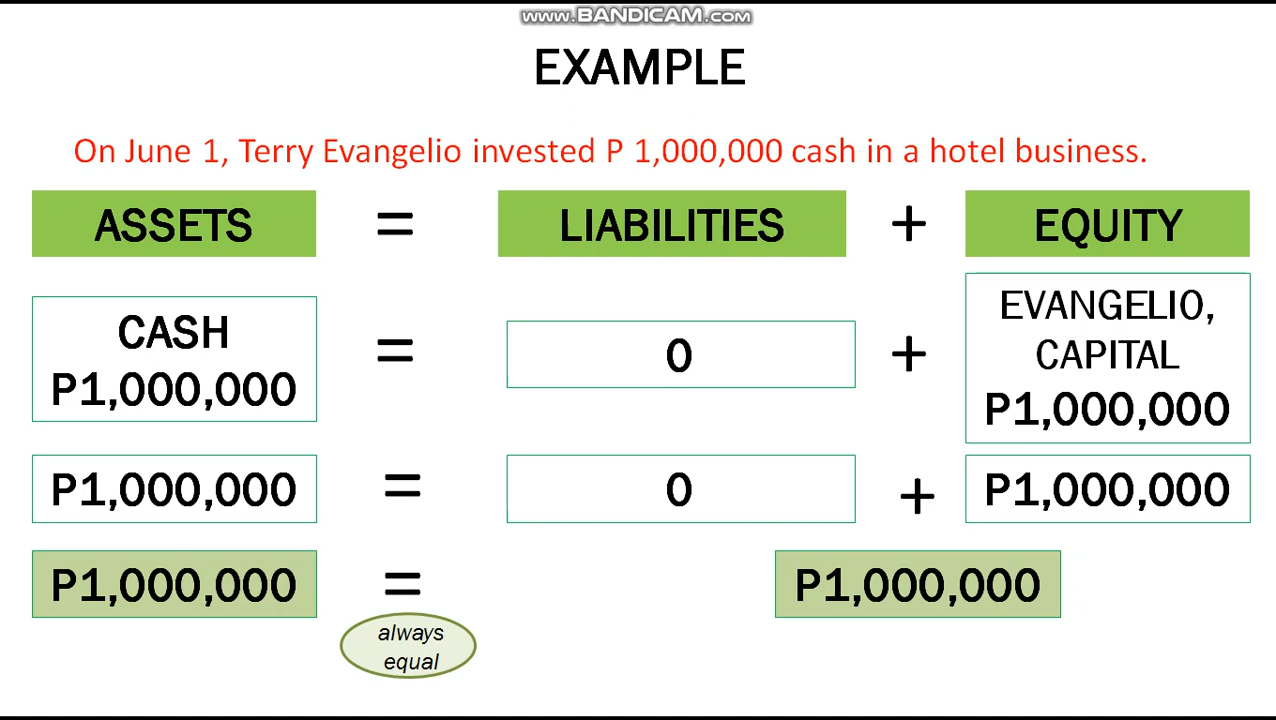 www.BANDICAM.com
EXAMPLE
On June 1, Terry Evangelio invested P 1,000,000 cash in a hotel business.
ASSETS = LIABILITIES + EQUITY
CASH
P1,000,000
=
0
+
EVANGELIO,
CAPITAL
P1,000,000
P1,000,000 = 0 + P1,000,000
P1,000,000 = P1,000,000
always
equal